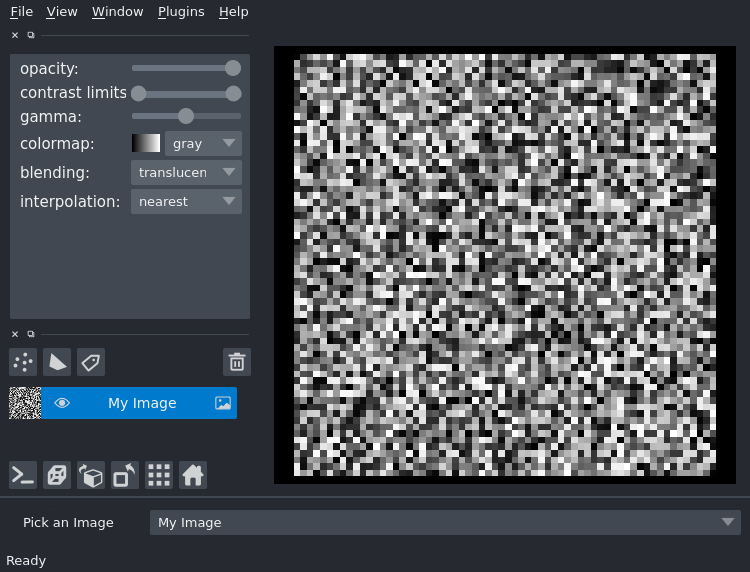 File View Window Plugins Help
opacity:
contrast limits
gamma:
colormap: gray
blending: translucen
interpolation: nearest
My Image
Pick an Image My Image
Ready